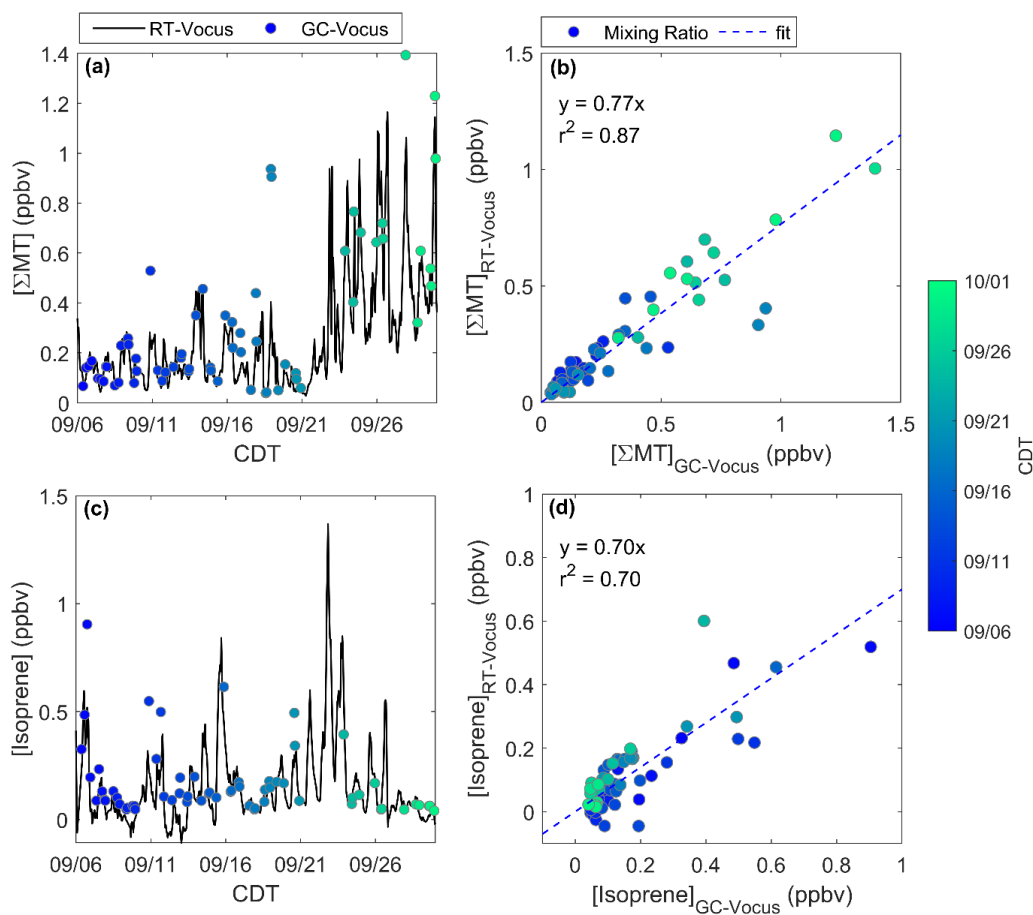 RT-Vocus GC-Vocus
Mixing Ratio fit
(a)
[ΣMT] (ppbv)
1.4
1.2
1
0.8
0.6
0.4
0.2
0
09/06 09/11 09/16 09/21 09/26
CDT
(b)
y = 0.77x
r² = 0.87
[ΣMT]RT-Vocus (ppbv)
1.5
1
0.5
0
0 0.5 1 1.5
[ΣMT]GC-Vocus (ppbv)
(c)
[Isoprene] (ppbv)
1.5
1
0.5
0
09/06 09/11 09/16 09/21 09/26
CDT
(d)
y = 0.70x
r² = 0.70
[Isoprene]RT-Vocus (ppbv)
1
0.8
0.6
0.4
0.2
0
0 0.2 0.4 0.6 0.8 1
[Isoprene]GC-Vocus (ppbv)
10/01
09/26
09/21
09/16
09/11
09/06
CDT